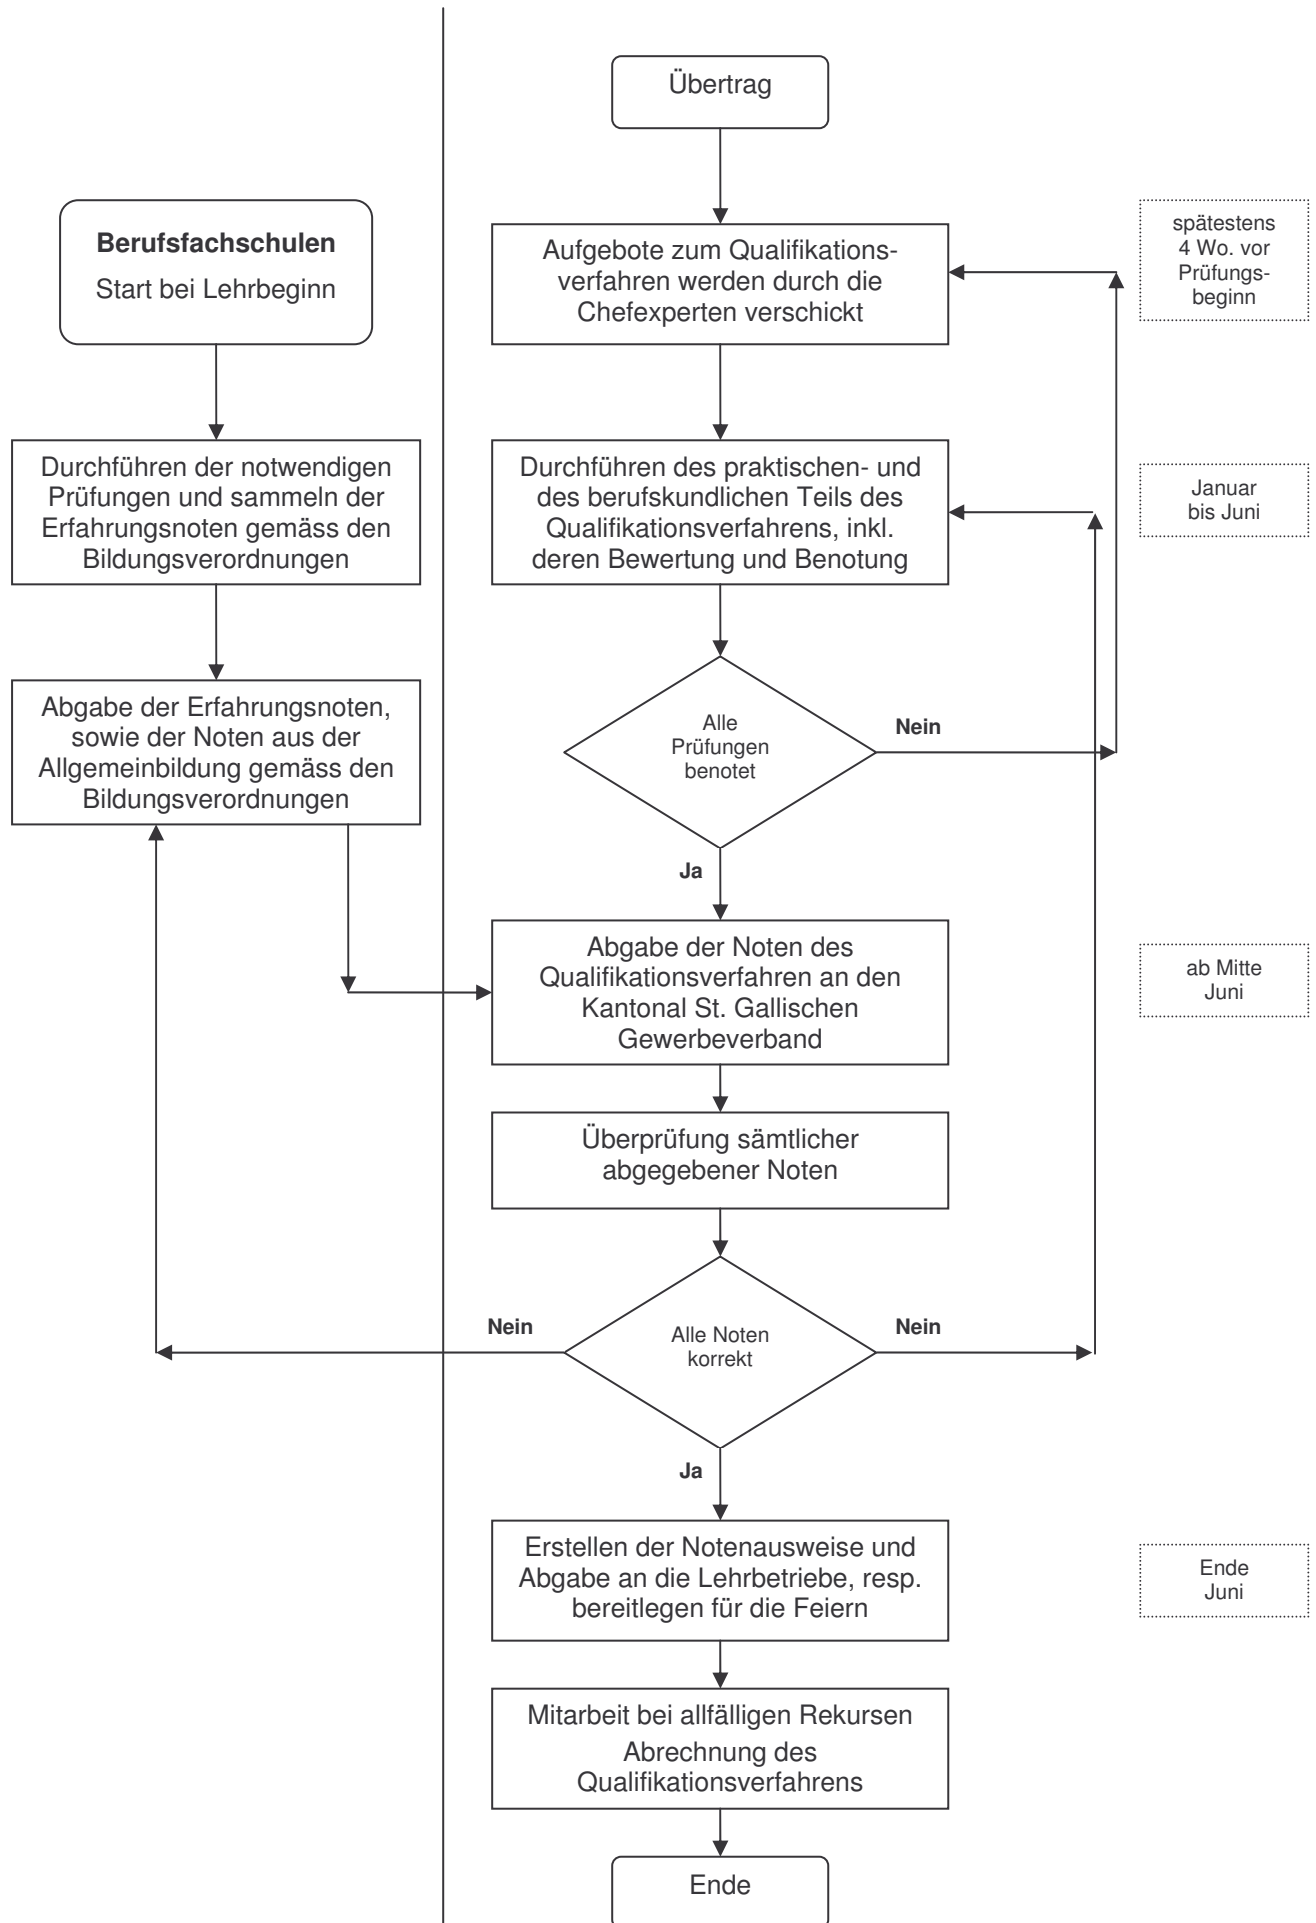 Übertrag
Berufsfachschulen
Start bei Lehrbeginn
Aufgebote zum Qualifikations-
verfahren werden durch die
Chefexperten verschickt
spätestens
4 Wo. vor
Prüfungs-
beginn
Durchführen der notwendigen
Prüfungen und sammeln der
Erfahrungsnoten gemäss den
Bildungsverordnungen
Durchführen des praktischen- und
des berufskundlichen Teils des
Qualifikationsverfahrens, inkl.
deren Bewertung und Benotung
Januar
bis Juni
Abgabe der Erfahrungsnoten,
sowie der Noten aus der
Allgemeinbildung gemäss den
Bildungsverordnungen
Alle
Prüfungen
benotet
Nein
Ja
Abgabe der Noten des
Qualifikationsverfahren an den
Kantonal St. Gallischen
Gewerbeverband
ab Mitte
Juni
Überprüfung sämtlicher
abgegebener Noten
Nein
Alle Noten
korrekt
Nein
Ja
Erstellen der Notenausweise und
Abgabe an die Lehrbetriebe, resp.
bereitlegen für die Feiern
Ende
Juni
Mitarbeit bei allfälligen Rekursen
Abrechnung des
Qualifikationsverfahrens
Ende